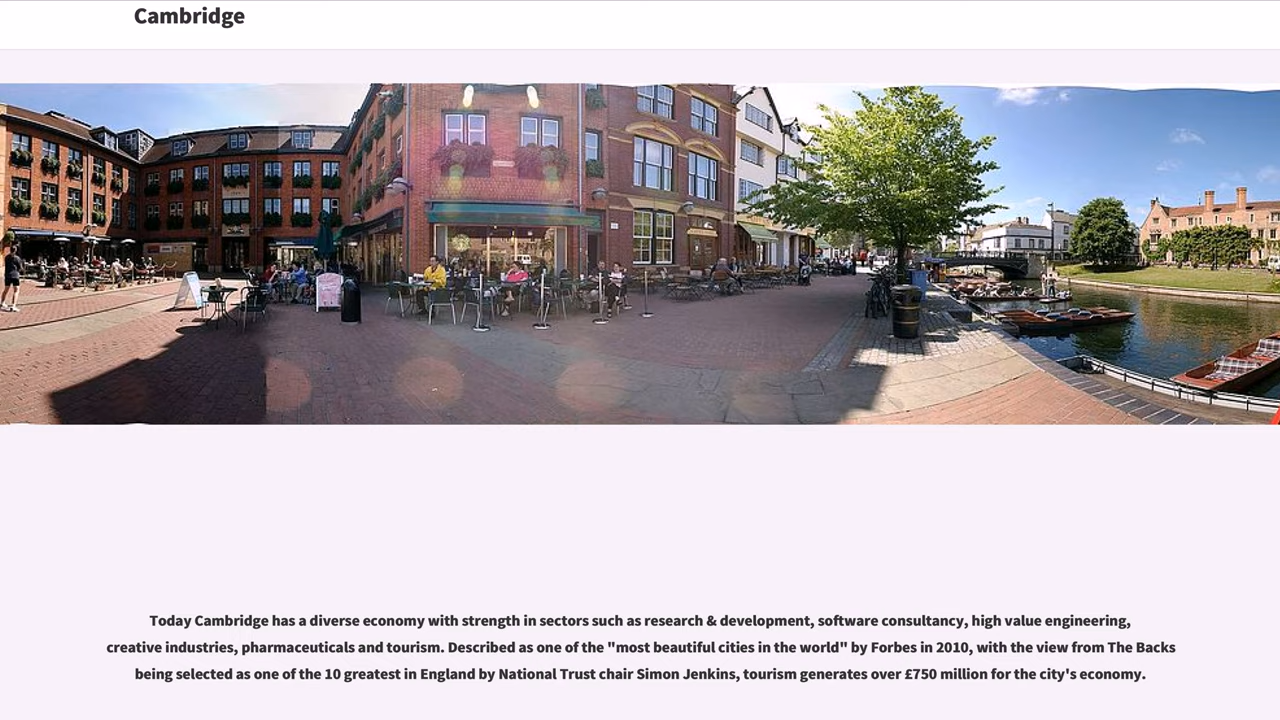 Cambridge
Today Cambridge has a diverse economy with strength in sectors such as research & development, software consultancy, high value engineering,
creative industries, pharmaceuticals and tourism. Described as one of the "most beautiful cities in the world" by Forbes in 2010, with the view from The Backs
being selected as one of the 10 greatest in England by National Trust chair Simon Jenkins, tourism generates over £750 million for the city's economy.